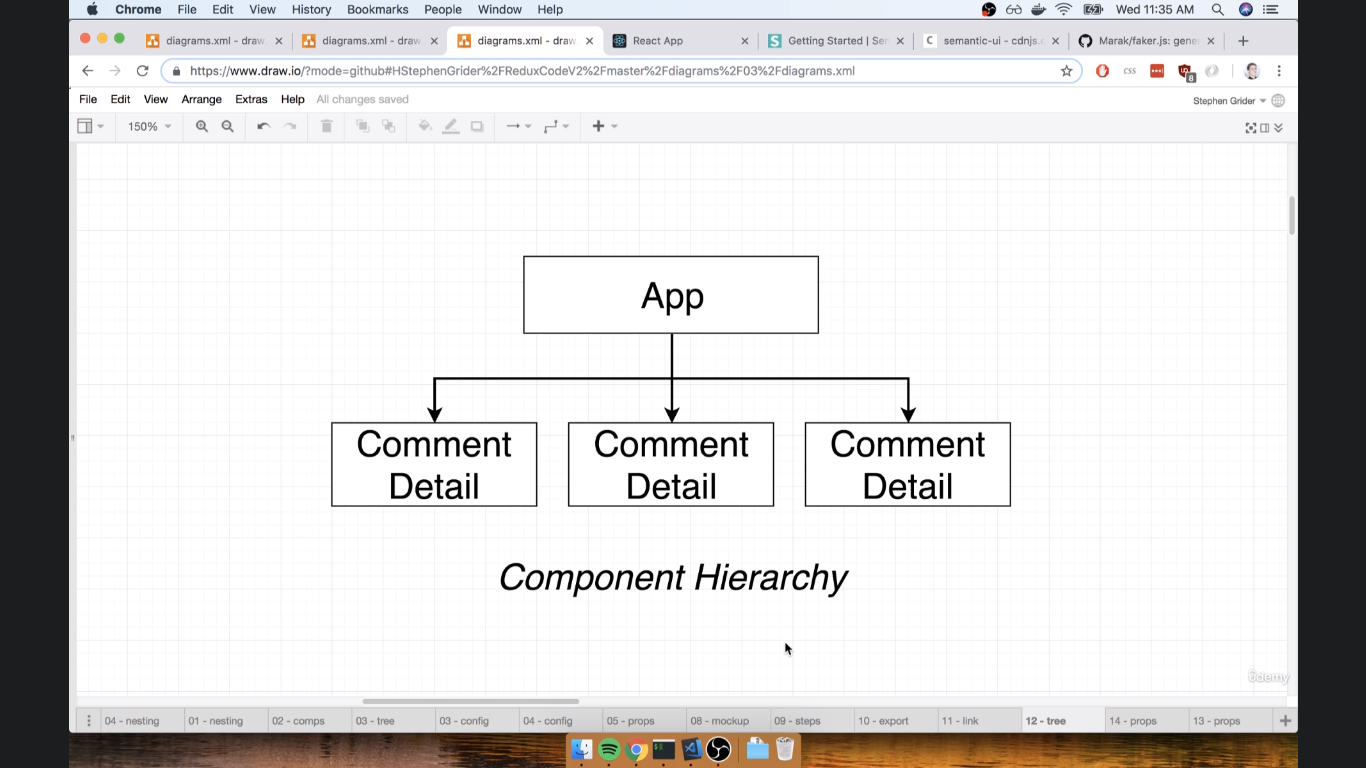 Chrome File Edit View History Bookmarks People Window Help Wed 11:35 AM
diagrams.xml - draw. diagrams.xml - draw diagrams.xml - draw React App Getting Started | Sem semantic-ui - cdnjs.c Marak/faker.js: gene
https://www.draw.io/?mode=github#HStephenGrider%2FReduxCodeV2%2Fmaster%2Fdiagrams%2F03%2Fdiagrams.xml CSS 8
File Edit View Arrange Extras Help All changes saved Stephen Grider
150%
App
Comment
Detail
Comment
Detail
Comment
Detail
Component Hierarchy
ûdemy
04 - nesting 01 - nesting 02 - comps 03 - tree 03 - config 04 - config 05 - props 08 - mockup 09 - steps 10 - export 11 - link 12 - tree 14 - props 13 - props